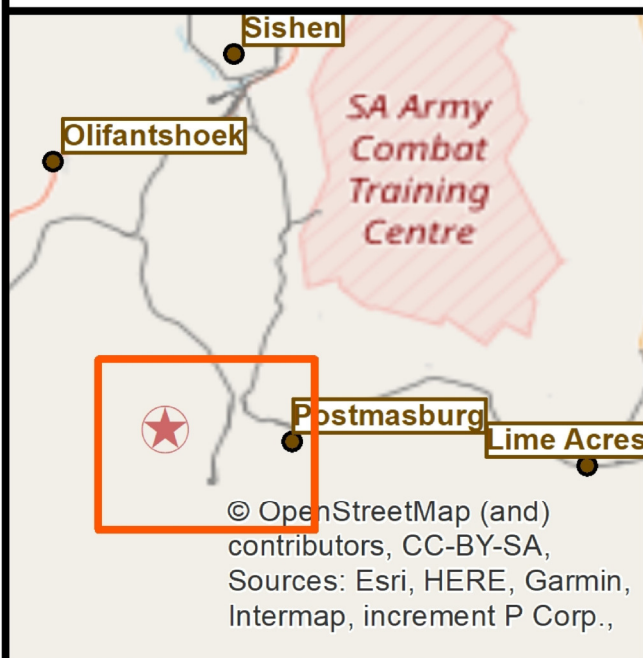 Sishen
SA Army
Combat
Training
Centre
Olifantshoek
Postmasburg
Lime Acres
© OpenStreetMap (and)
contributors, CC-BY-SA,
Sources: Esri, HERE, Garmin,
Intermap, increment P Corp.,